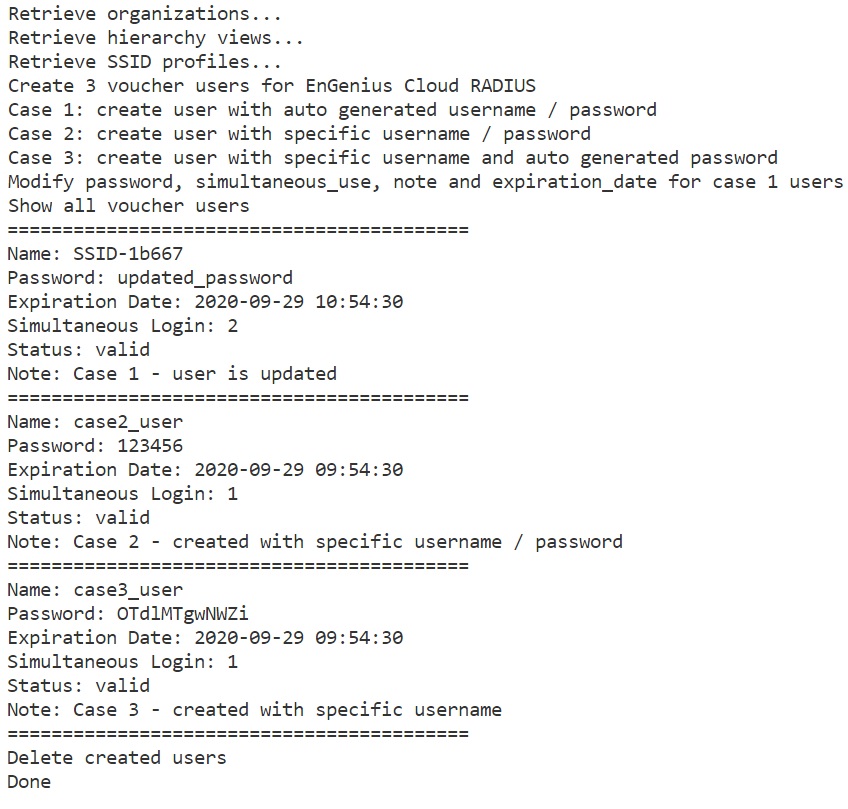 Retrieve organizations...
Retrieve hierarchy views...
Retrieve SSID profiles...
Create 3 voucher users for EnGenius Cloud RADIUS
Case 1: create user with auto generated username / password
Case 2: create user with specific username / password
Case 3: create user with specific username and auto generated password
Modify password, simultaneous_use, note and expiration_date for case 1 users
Show all voucher users
==========================================
Name: SSID-1b667
Password: updated_password
Expiration Date: 2020-09-29 10:54:30
Simultaneous Login: 2
Status: valid
Note: Case 1 - user is updated
==========================================
Name: case2_user
Password: 123456
Expiration Date: 2020-09-29 09:54:30
Simultaneous Login: 1
Status: valid
Note: Case 2 - created with specific username / password
==========================================
Name: case3_user
Password: OTdlMTgwNWZi
Expiration Date: 2020-09-29 09:54:30
Simultaneous Login: 1
Status: valid
Note: Case 3 - created with specific username
==========================================
Delete created users
Done